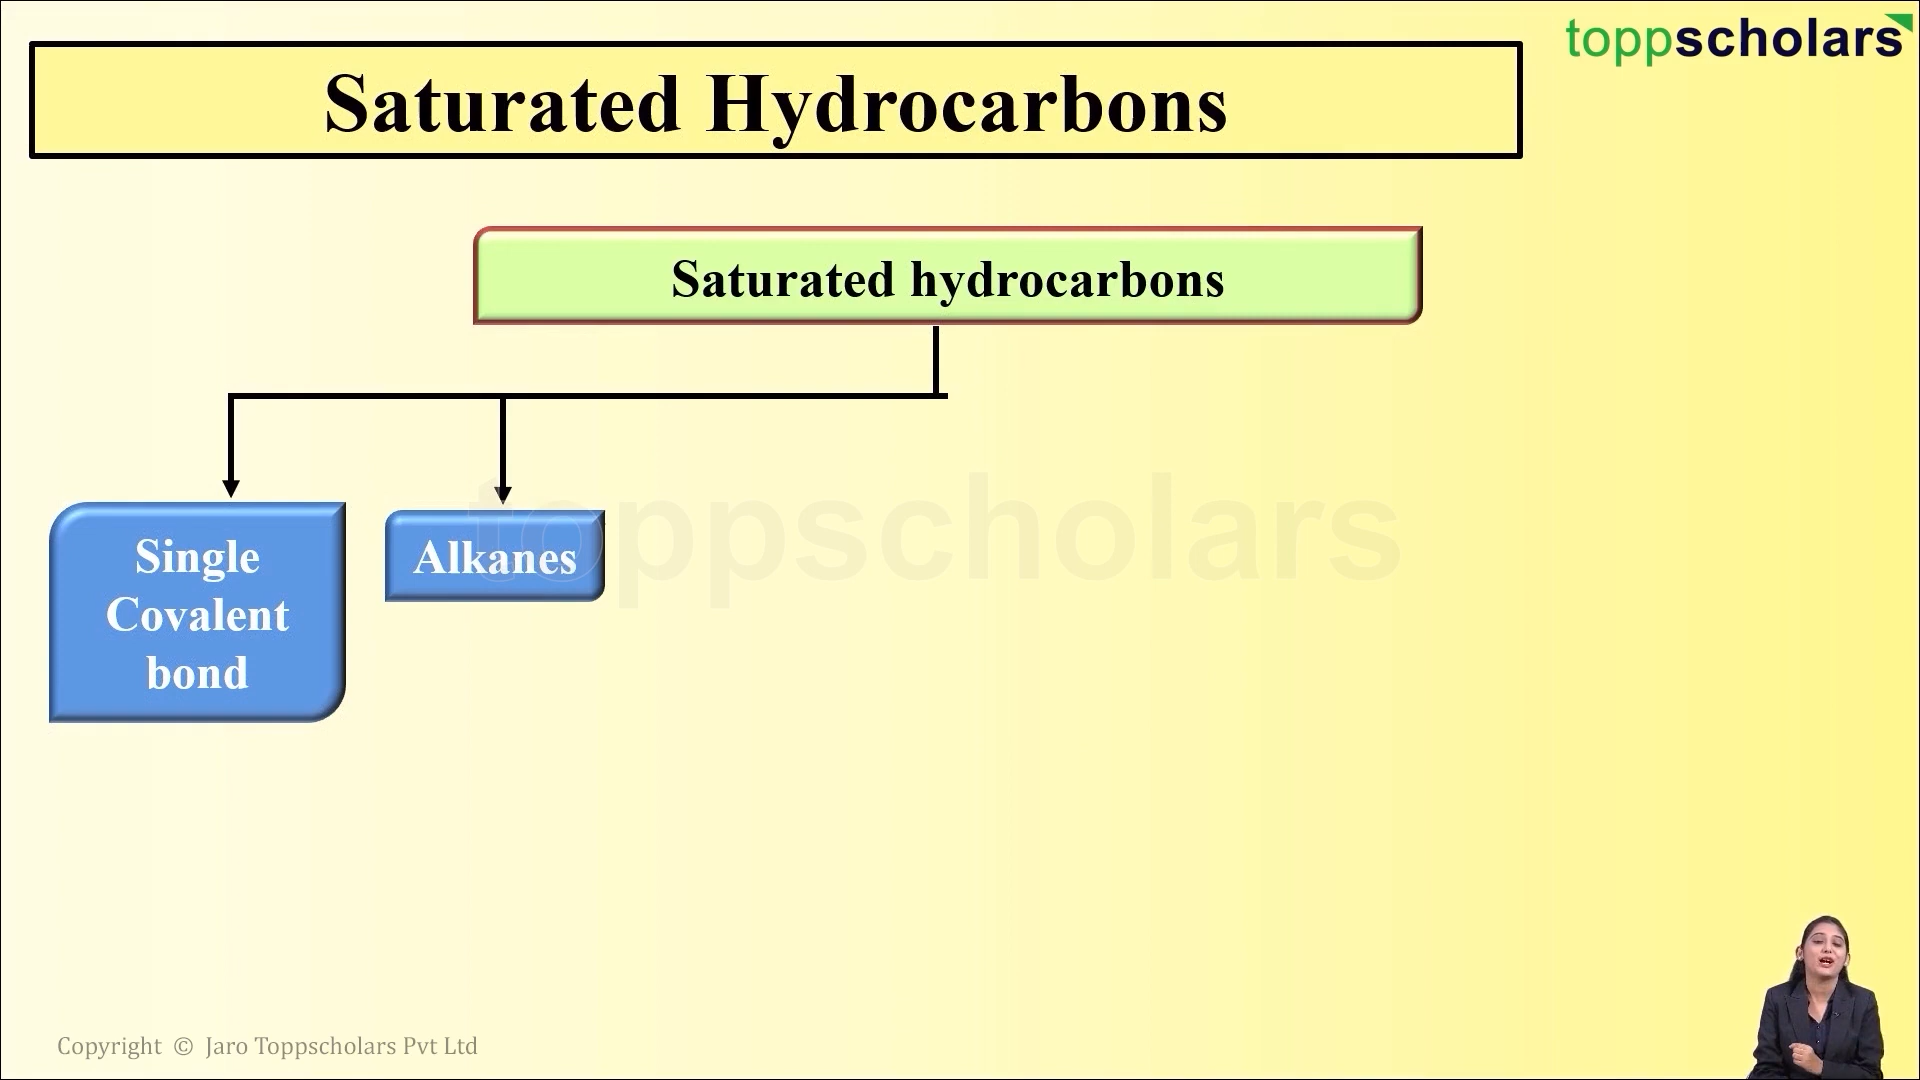 toppscholars
Saturated Hydrocarbons
Saturated hydrocarbons
Single
Covalent
bond
Alkanes
toppscholars
Copyright © Jaro Toppscholars Pvt Ltd